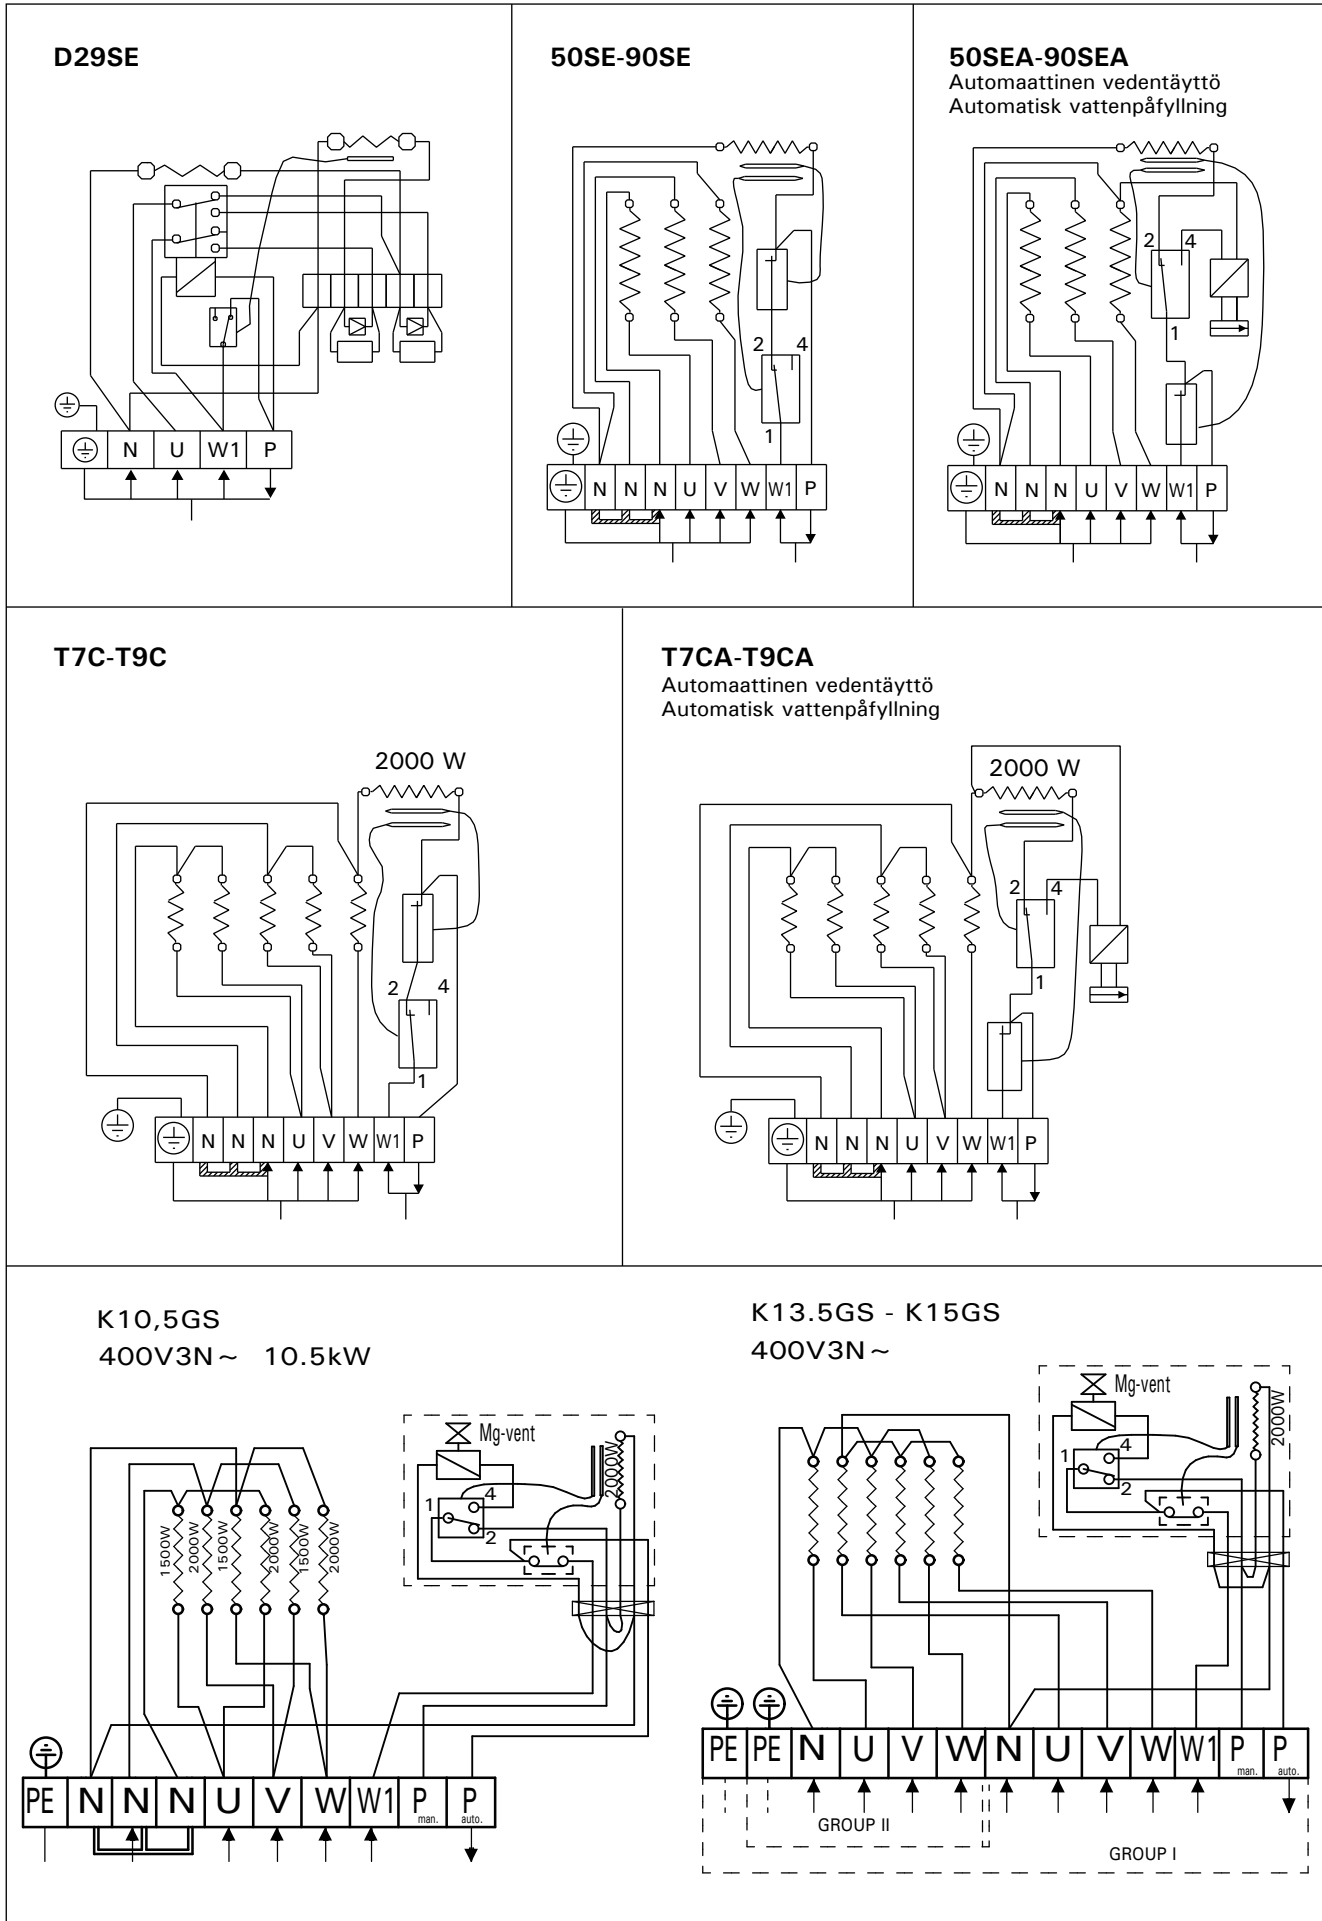 D29SE
N U W1 P
50SE-90SE
2 4
1
N N N U V W W1 P
50SEA-90SEA
Automaattinen vedentäyttö
Automatisk vattenpåfyllning
2 4
1
N N N U V W W1 P
T7C-T9C
2000 W
2 4
1
N N N U V W W1 P
T7CA-T9CA
Automaattinen vedentäyttö
Automatisk vattenpåfyllning
2000 W
2 4
1
N N N U V W W1 P
K10,5GS
400V3N~ 10.5kW
Mg-vent
2000W
1 4
2
1500W 2000W 1500W 2000W 1500W 2000W
PE N N N U V W W1 P man. P auto.
K13.5GS - K15GS
400V3N~
Mg-vent
2000W
1 4
2
PE PE N U V W N U V W W1 P man. P auto.
GROUP II
GROUP I